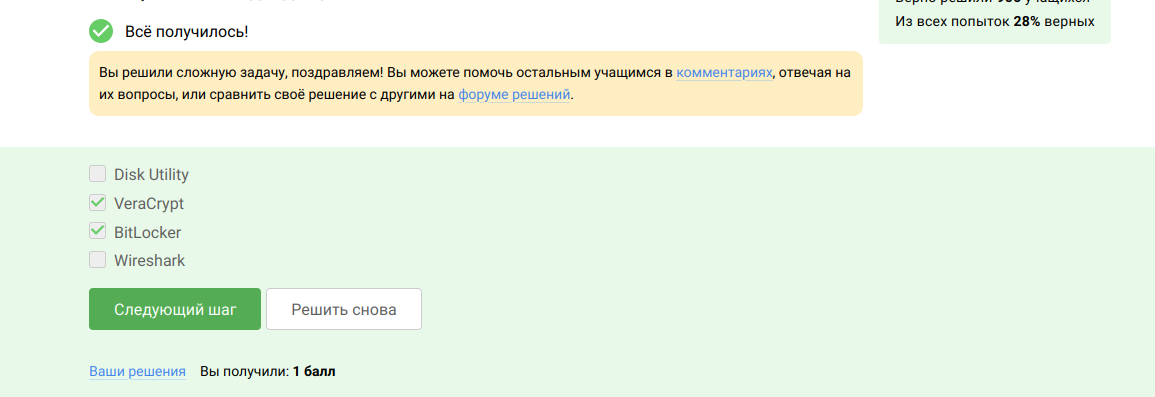 Всё получилось!
Из всех попыток 28% верных
Вы решили сложную задачу, поздравляем! Вы можете помочь остальным учащимся в комментариях, отвечая на
их вопросы, или сравнить своё решение с другими на форуме решений.
Disk Utility
VeraCrypt
BitLocker
Wireshark
Следующий шаг
Решить снова
Ваши решения Вы получили: 1 балл